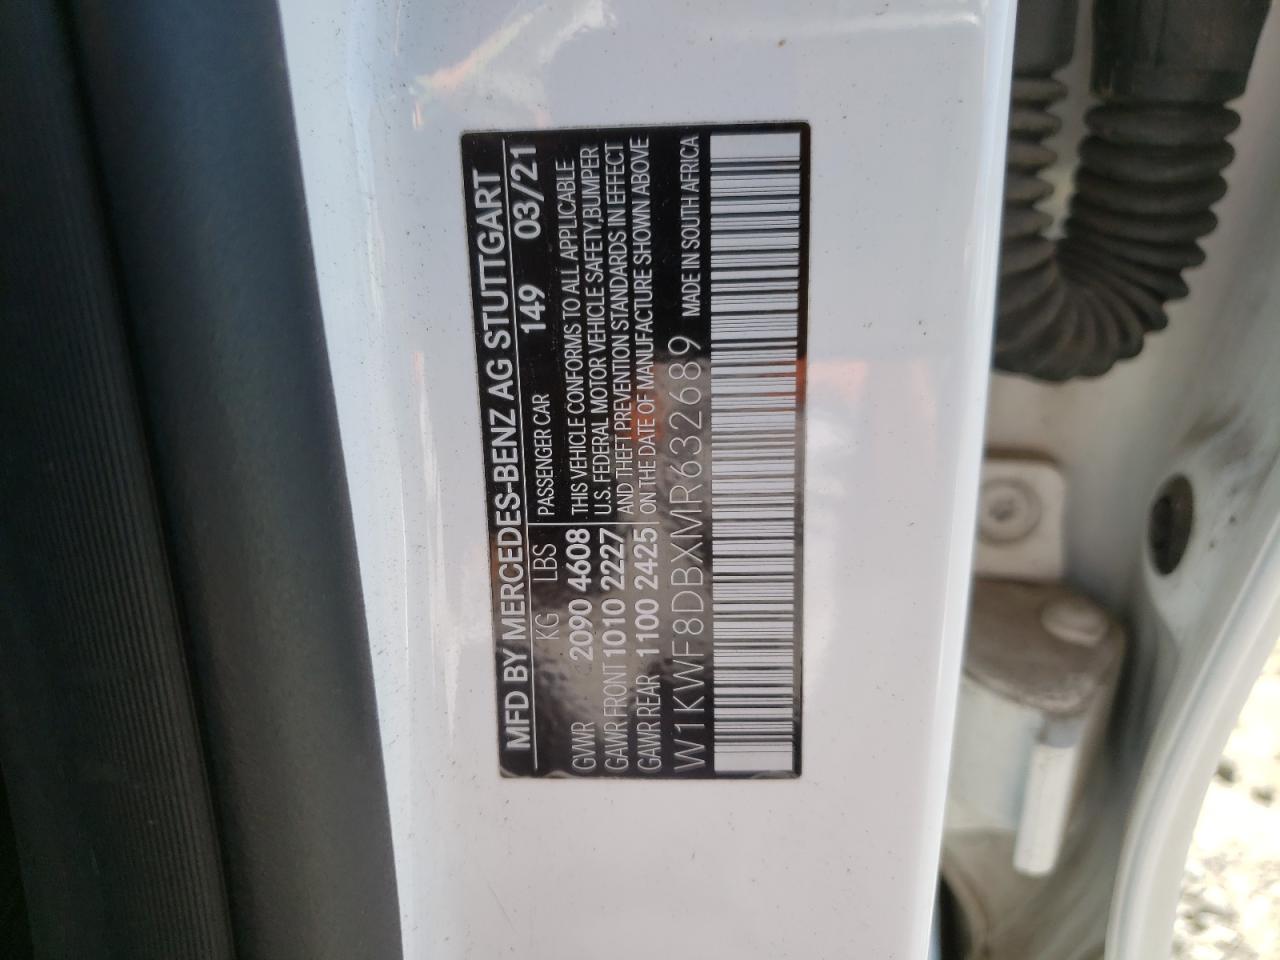 MFD BY MERCEDES-BENZ AG STUTTGART
KG LBS PASSENGER CAR 149 03/21
GVWR 2090 4608 THIS VEHICLE CONFORMS TO ALL APPLICABLE
GAWR FRONT 1010 2227 U.S. FEDERAL MOTOR VEHICLE SAFETY,BUMPER
AND THEFT PREVENTION STANDARDS IN EFFECT
GAWR REAR 1100 2425 ON THE DATE OF MANUFACTURE SHOWN ABOVE
W1KWF8DBXMR632689 MADE IN SOUTH AFRICA